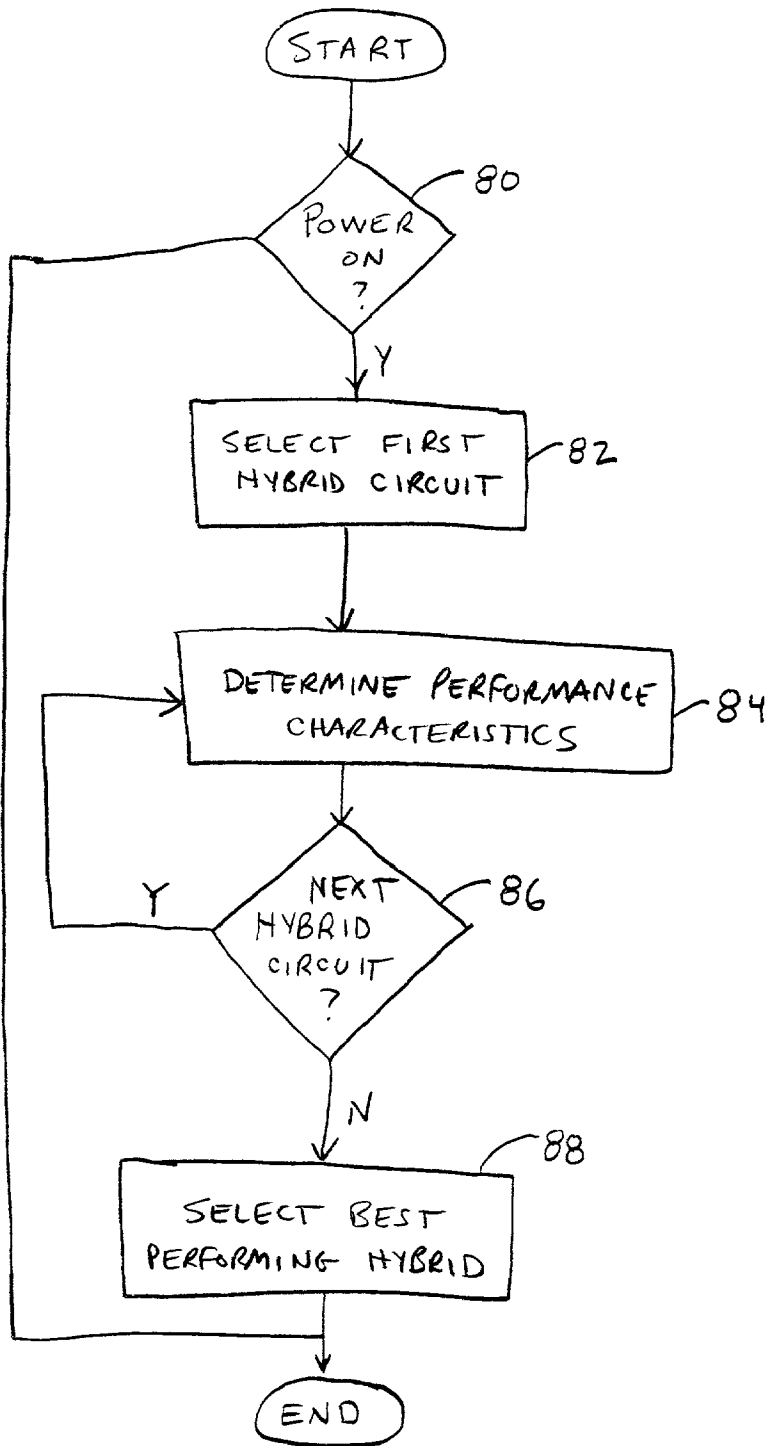 START
80
POWER
ON
?
Y
SELECT FIRST
HYBRID CIRCUIT
82
DETERMINE PERFORMANCE
CHARACTERISTICS
84
Y
NEXT
HYBRID
CIRCUIT
?
86
N
88
SELECT BEST
PERFORMING HYBRID
END